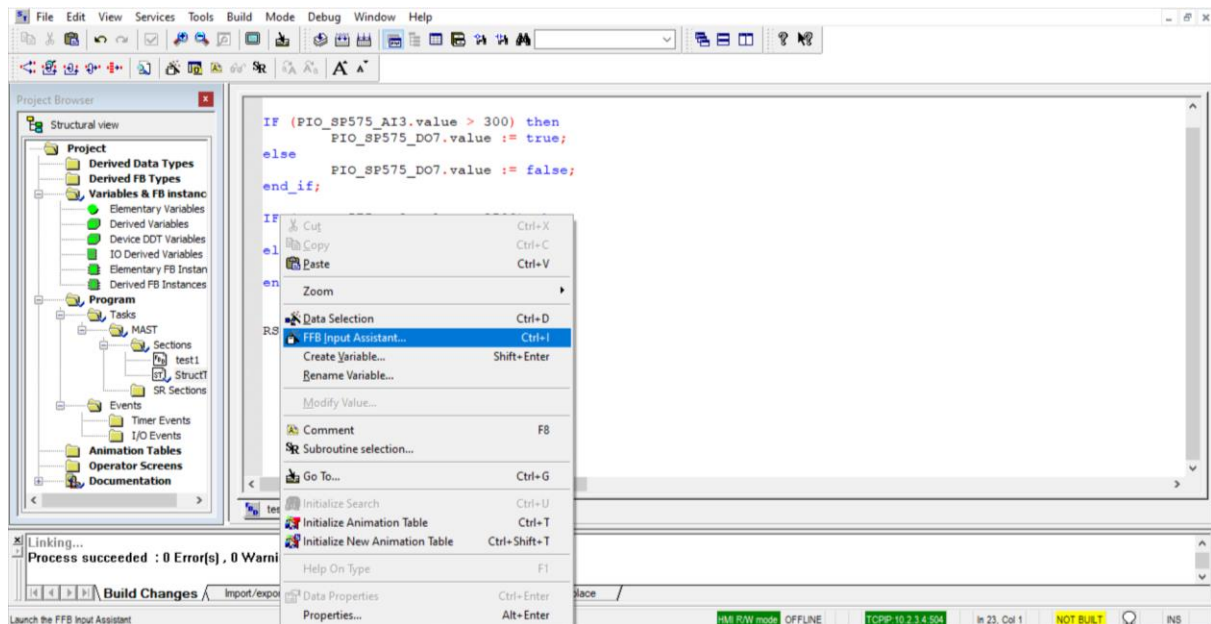 File Edit View Services Tools Build Mode Debug Window Help
Project Browser
Structural view
Project
Derived Data Types
Derived FB Types
Variables & FB instanc
Elementary Variables
Derived Variables
Device DDT Variables
IO Derived Variables
Elementary FB Instan
Derived FB Instances
Program
Tasks
MAST
Sections
test1
StructT
SR Sections
Events
Timer Events
I/O Events
Animation Tables
Operator Screens
Documentation
IF (PIO_SP575_AI3.value > 300) then
PIO_SP575_DO7.value := true;
else
PIO_SP575_DO7.value := false;
end_if;
IF
el
en
RS
Cut Ctrl+X
Copy Ctrl+C
Paste Ctrl+V
Zoom
Data Selection Ctrl+D
FFB Input Assistant... Ctrl+I
Create Variable... Shift+Enter
Rename Variable...
Modify Value...
Comment F8
SR Subroutine selection...
Go To... Ctrl+G
Initialize Search Ctrl+U
Initialize Animation Table Ctrl+T
Initialize New Animation Table Ctrl+Shift+T
Help On Type F1
Data Properties Ctrl+Enter
Properties... Alt+Enter
tes
Linking...
Process succeeded : 0 Error(s) , 0 Warni
Build Changes Import/expor place
Launch the FFB Input Assistant HMI R/W mode OFFLINE TCPIP:10.2.3.4:504 ln 23, Col 1 NOT BUILT INS